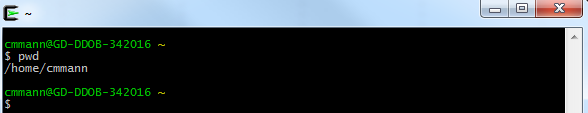 ~
cmmann@GD-DDOB-342016 ~
$ pwd
/home/cmmann
cmmann@GD-DDOB-342016 ~
$